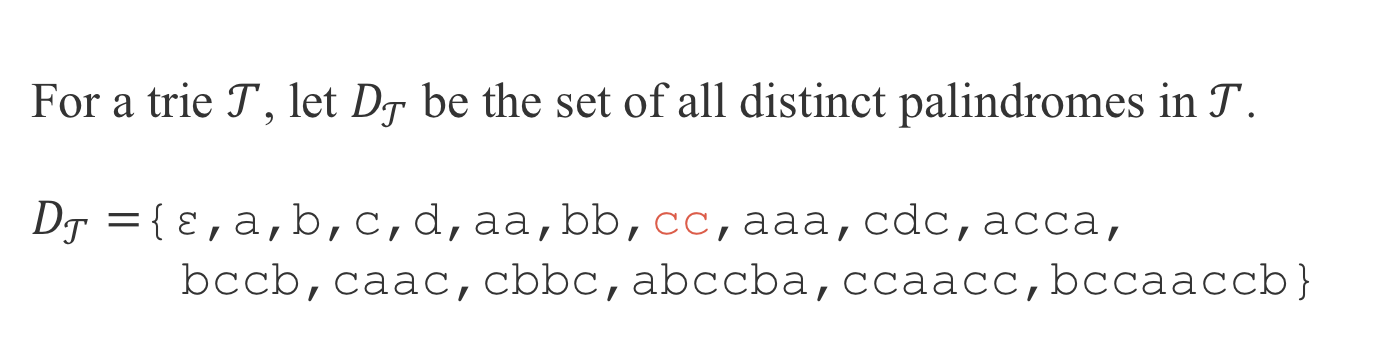 For a trie 𝒯, let D𝒯 be the set of all distinct palindromes in 𝒯.
D𝒯 ={ε,a,b,c,d,aa,bb,cc,aaa,cdc,acca,
bccb,caac,cbbc,abccba,ccaacc,bccaaccb}